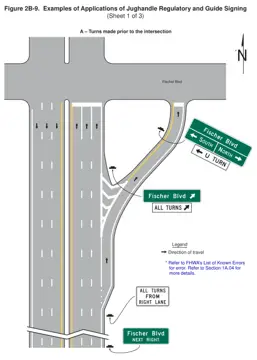 Figure 2B-9. Examples of Applications of Jughandle Regulatory and Guide Signing
(Sheet 1 of 3)
A – Turns made prior to the intersection
N
Fischer Blvd
Fischer Blvd
SOUTH NORTH
U TURN
Fischer Blvd
ALL TURNS
Legend
Direction of travel
* Refer to FHWA's List of Known Errors
for error. Refer to Section 1A.04 for
more details.
ALL TURNS
FROM
RIGHT LANE
Fischer Blvd
NEXT RIGHT